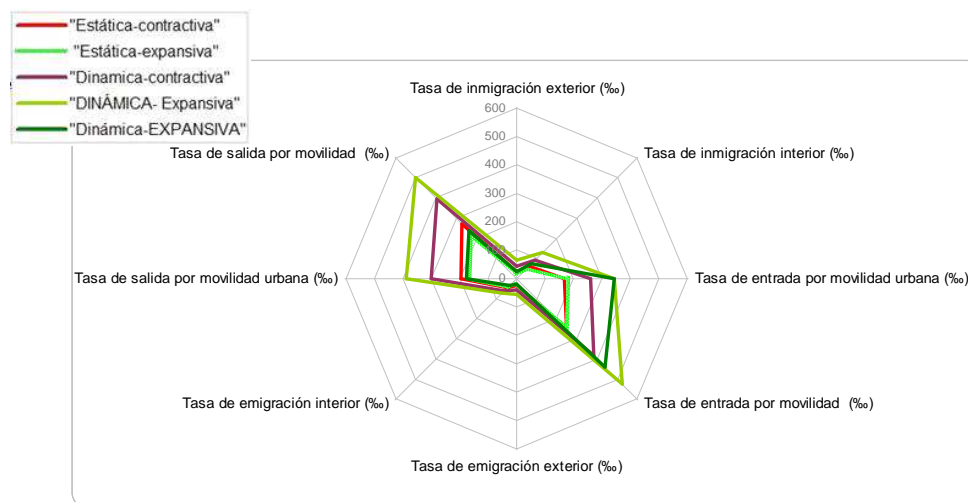 "Estática-contractiva"
"Estática-expansiva"
"Dinamica-contractiva"
"DINÁMICA- Expansiva"
"Dinámica-EXPANSIVA"
Tasa de inmigración exterior (‰)
600
500
400
300
200
0
Tasa de inmigración interior (‰)
Tasa de entrada por movilidad urbana (‰)
Tasa de entrada por movilidad (‰)
Tasa de emigración exterior (‰)
Tasa de emigración interior (‰)
Tasa de salida por movilidad urbana (‰)
Tasa de salida por movilidad (‰)